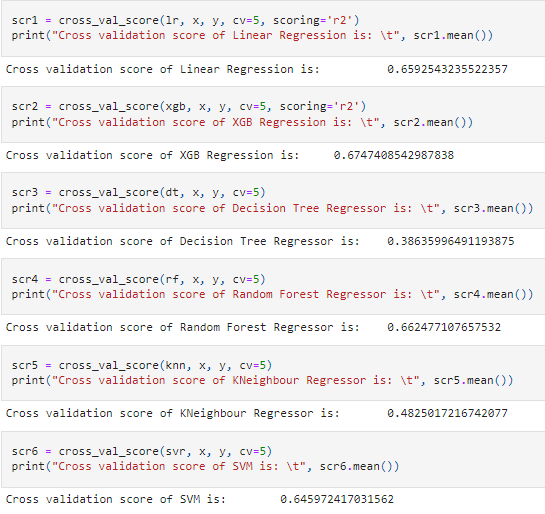 scr1 = cross_val_score(lr, x, y, cv=5, scoring='r2')
print("Cross validation score of Linear Regression is: \t", scr1.mean())
Cross validation score of Linear Regression is: 0.6592543235522357
scr2 = cross_val_score(xgb, x, y, cv=5, scoring='r2')
print("Cross validation score of XGB Regression is: \t", scr2.mean())
Cross validation score of XGB Regression is: 0.6747408542987838
scr3 = cross_val_score(dt, x, y, cv=5)
print("Cross validation score of Decision Tree Regressor is: \t", scr3.mean())
Cross validation score of Decision Tree Regressor is: 0.38635996491193875
scr4 = cross_val_score(rf, x, y, cv=5)
print("Cross validation score of Random Forest Regressor is: \t", scr4.mean())
Cross validation score of Random Forest Regressor is: 0.662477107657532
scr5 = cross_val_score(knn, x, y, cv=5)
print("Cross validation score of KNeighbour Regressor is: \t", scr5.mean())
Cross validation score of KNeighbour Regressor is: 0.4825017216742077
scr6 = cross_val_score(svr, x, y, cv=5)
print("Cross validation score of SVM is: \t", scr6.mean())
Cross validation score of SVM is: 0.645972417031562